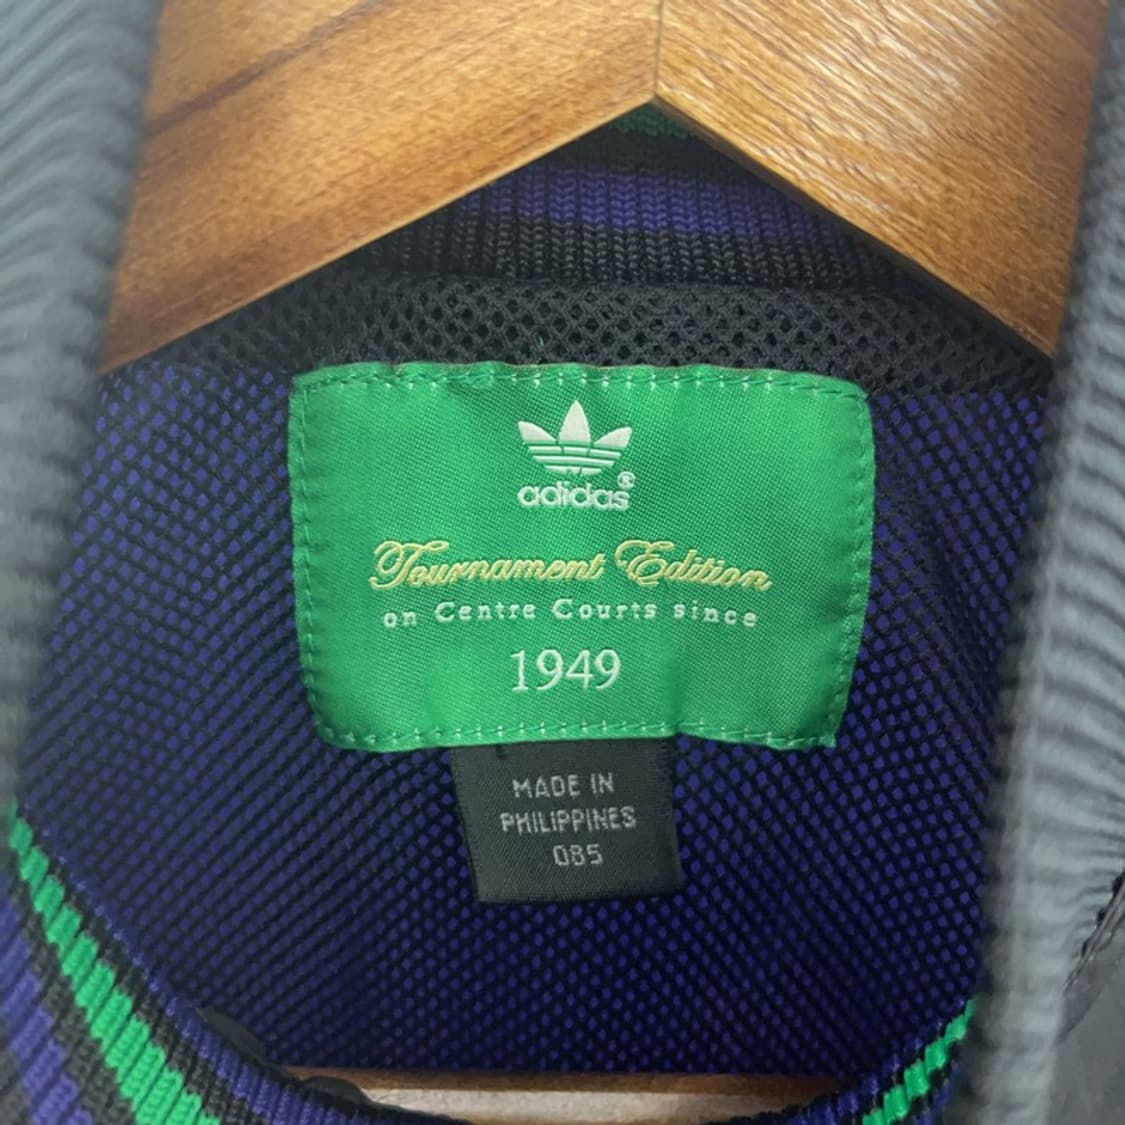 adidas®
Tournament Edition
on Centre Courts since
1949
MADE IN
PHILIPPINES
085